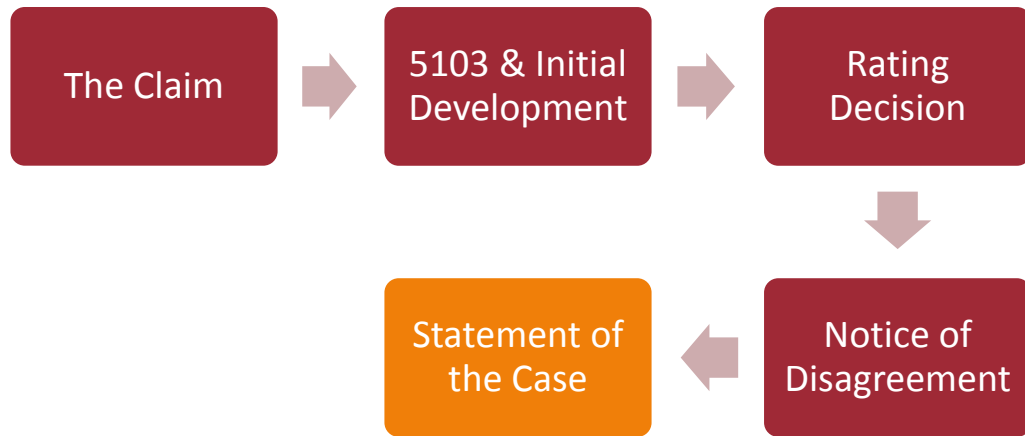 The Claim
5103 & Initial
Development
Rating
Decision
Notice of
Disagreement
Statement of
the Case